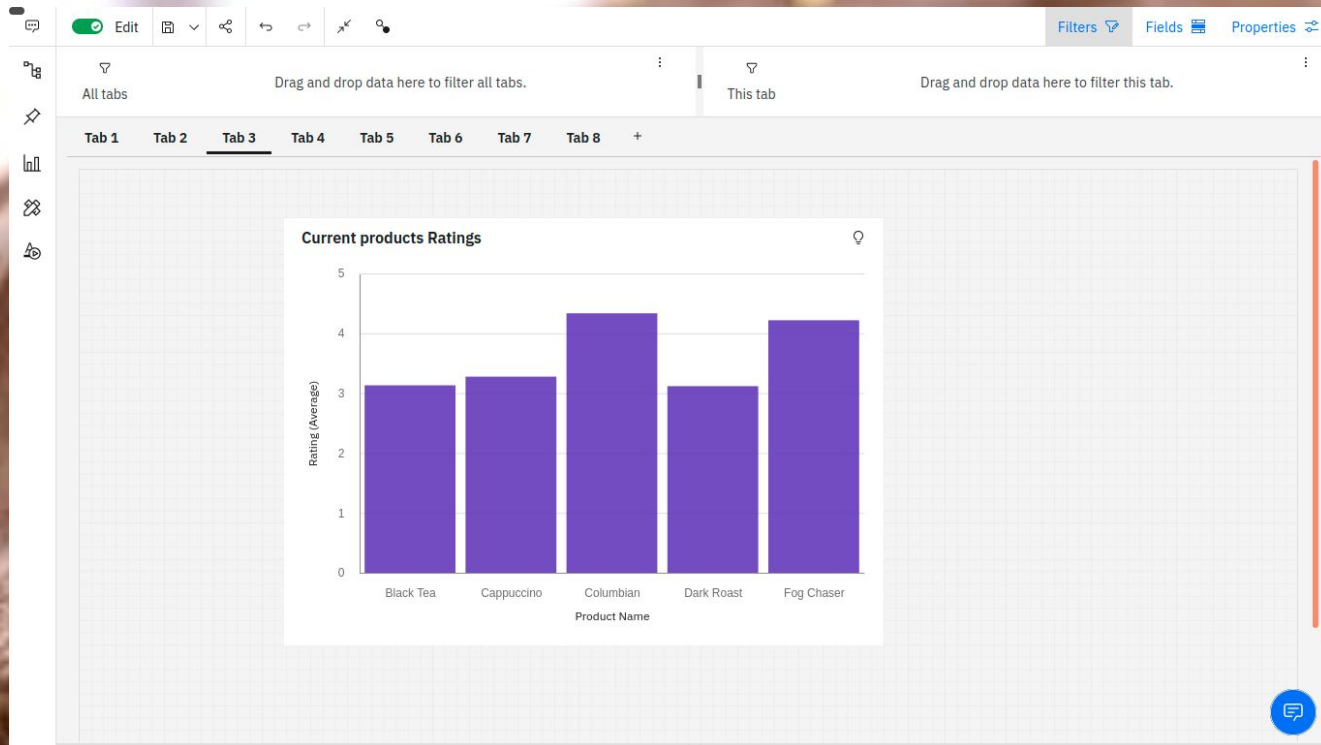 Edit
Filters
Fields
Properties
All tabs
Drag and drop data here to filter all tabs.
This tab
Drag and drop data here to filter this tab.
Tab 1
Tab 2
Tab 3
Tab 4
Tab 5
Tab 6
Tab 7
Tab 8
+
Current products Ratings
Rating (Average)
5
4
3
2
1
0
Black Tea
Cappuccino
Columbian
Dark Roast
Fog Chaser
Product Name